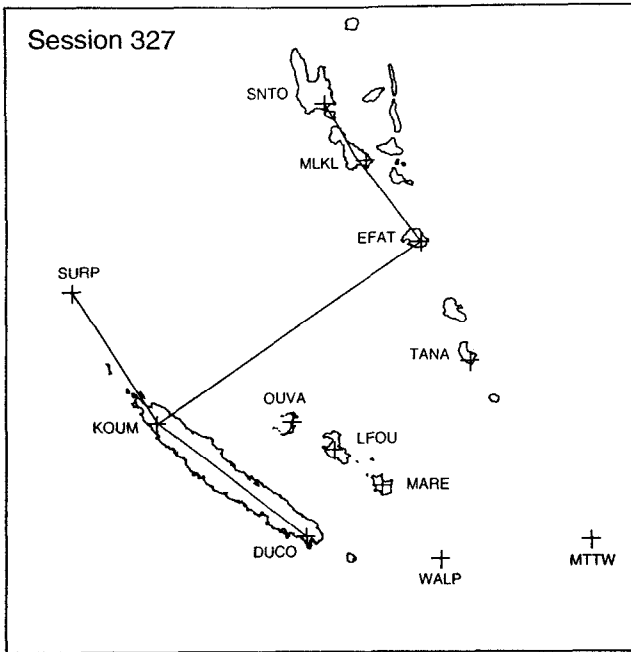 Session 327
SNTO
MLKL
EFAT
SURP
TANA
OUVA
KOUM
LFOU
MARE
DUCO
WALP
MTTW